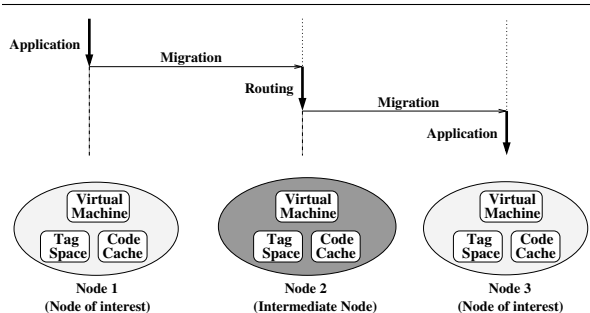 Application
Migration
Routing
Migration
Application
Virtual
Machine
Tag
Space
Code
Cache
Virtual
Machine
Tag
Space
Code
Cache
Virtual
Machine
Tag
Space
Code
Cache
Node 1
(Node of interest)
Node 2
(Intermediate Node)
Node 3
(Node of interest)